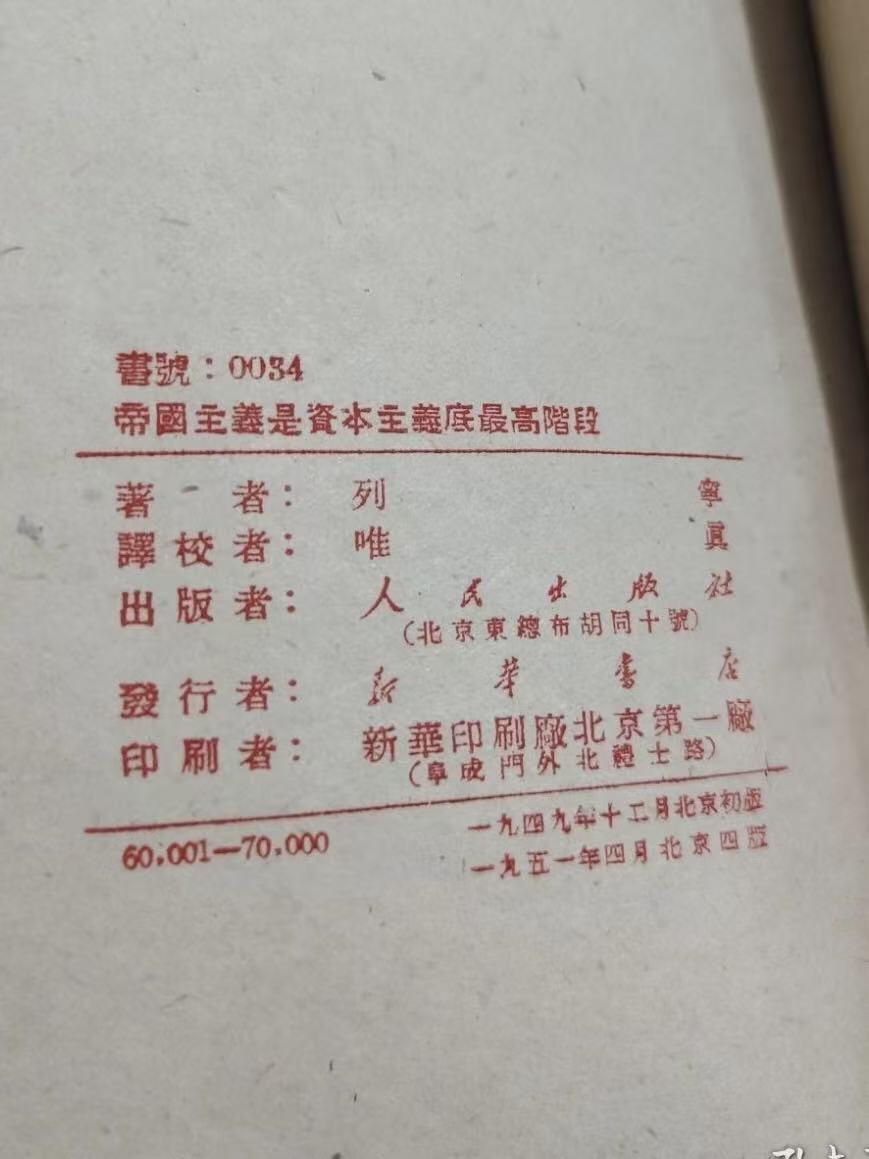 書號：0034
帝國主義是資本主義底最高階段
著者：列寧
譯校者：唯眞
出版者：人民出版社
（北京東總布胡同十號）
發行者：新華書店
印刷者：新華印刷廠北京第一廠
（阜成門外北禮士路）
60,001—70,000
一九四九年十二月北京初版
一九五一年四月北京四版